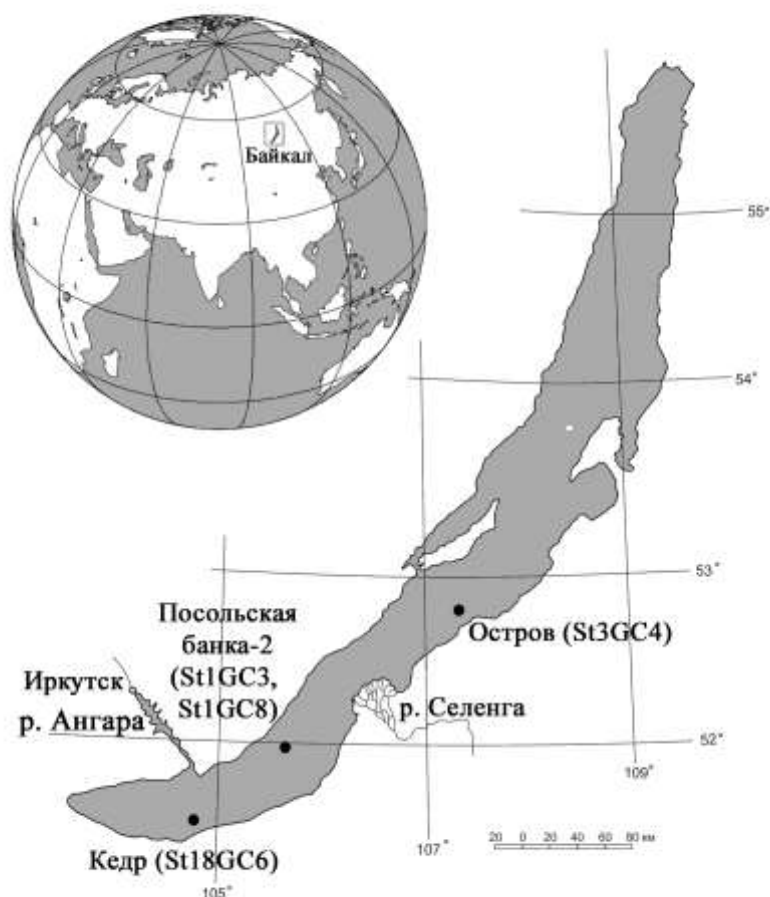 Байкал
55°
54°
53°
Посольская
банка-2
(St1GC3,
St1GC8)
Остров (St3GC4)
Иркутск
р. Ангара
р. Селенга
52°
109°
20 0 20 40 60 80 км
107°
Кедр (St18GC6)
105°